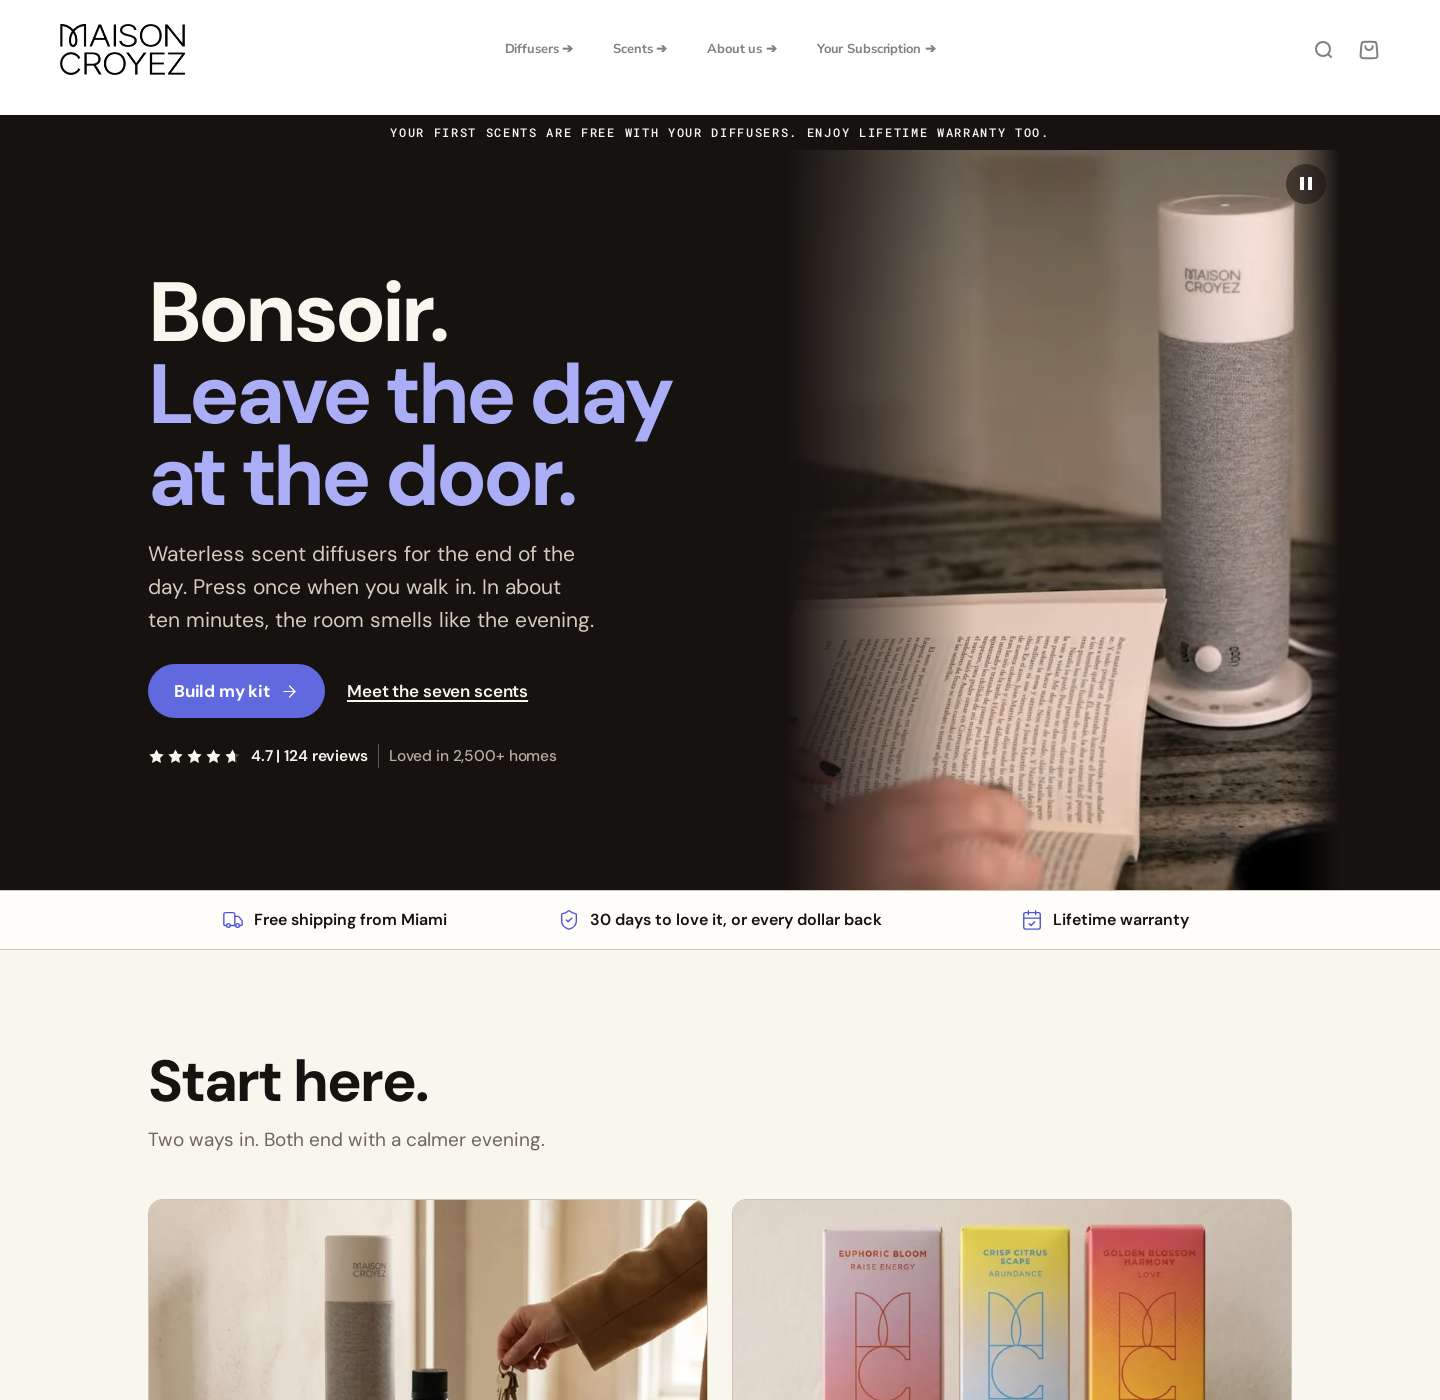 MAISON
CROYEZ
Diffusers ➔
Scents ➔
About us ➔
Your Subscription ➔
YOUR FIRST SCENTS ARE FREE WITH YOUR DIFFUSERS. ENJOY LIFETIME WARRANTY TOO.
MAISON
CROYEZ
Bonsoir.
Leave the day
at the door.
Waterless scent diffusers for the end of the
day. Press once when you walk in. In about
ten minutes, the room smells like the evening.
Build my kit →
Meet the seven scents
4.7 | 124 reviews
Loved in 2,500+ homes
Free shipping from Miami
30 days to love it, or every dollar back
Lifetime warranty
Start here.
Two ways in. Both end with a calmer evening.
MAISON
CROYEZ
EUPHORIC BLOOM
RAISE ENERGY
CRISP CITRUS
SCAPE
ABUNDANCE
GOLDEN BLOSSOM
HARMONY
LOVE